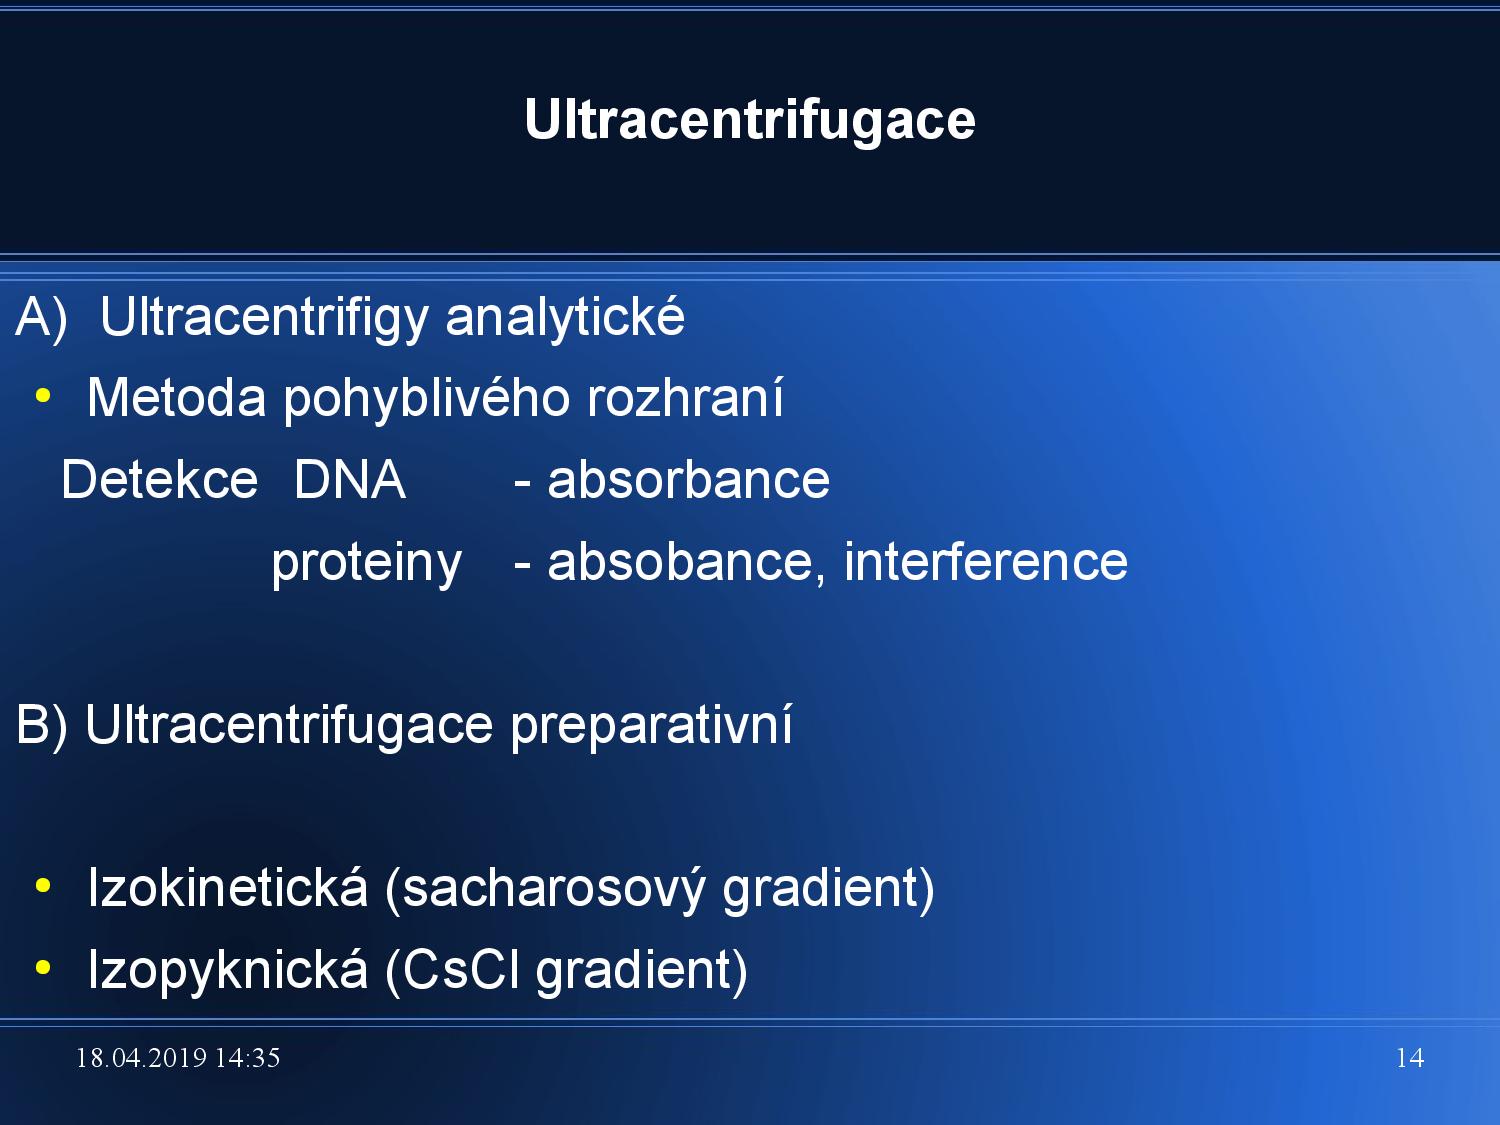 Ultracentrifugace
A) Ultracentrifigy analytické
• Metoda pohyblivého rozhraní
Detekce DNA - absorbance
proteiny - absobance, interference
B) Ultracentrifugace preparativní
• Izokinetická (sacharosový gradient)
• Izopyknická (CsCl gradient)
18.04.2019 14:35
14